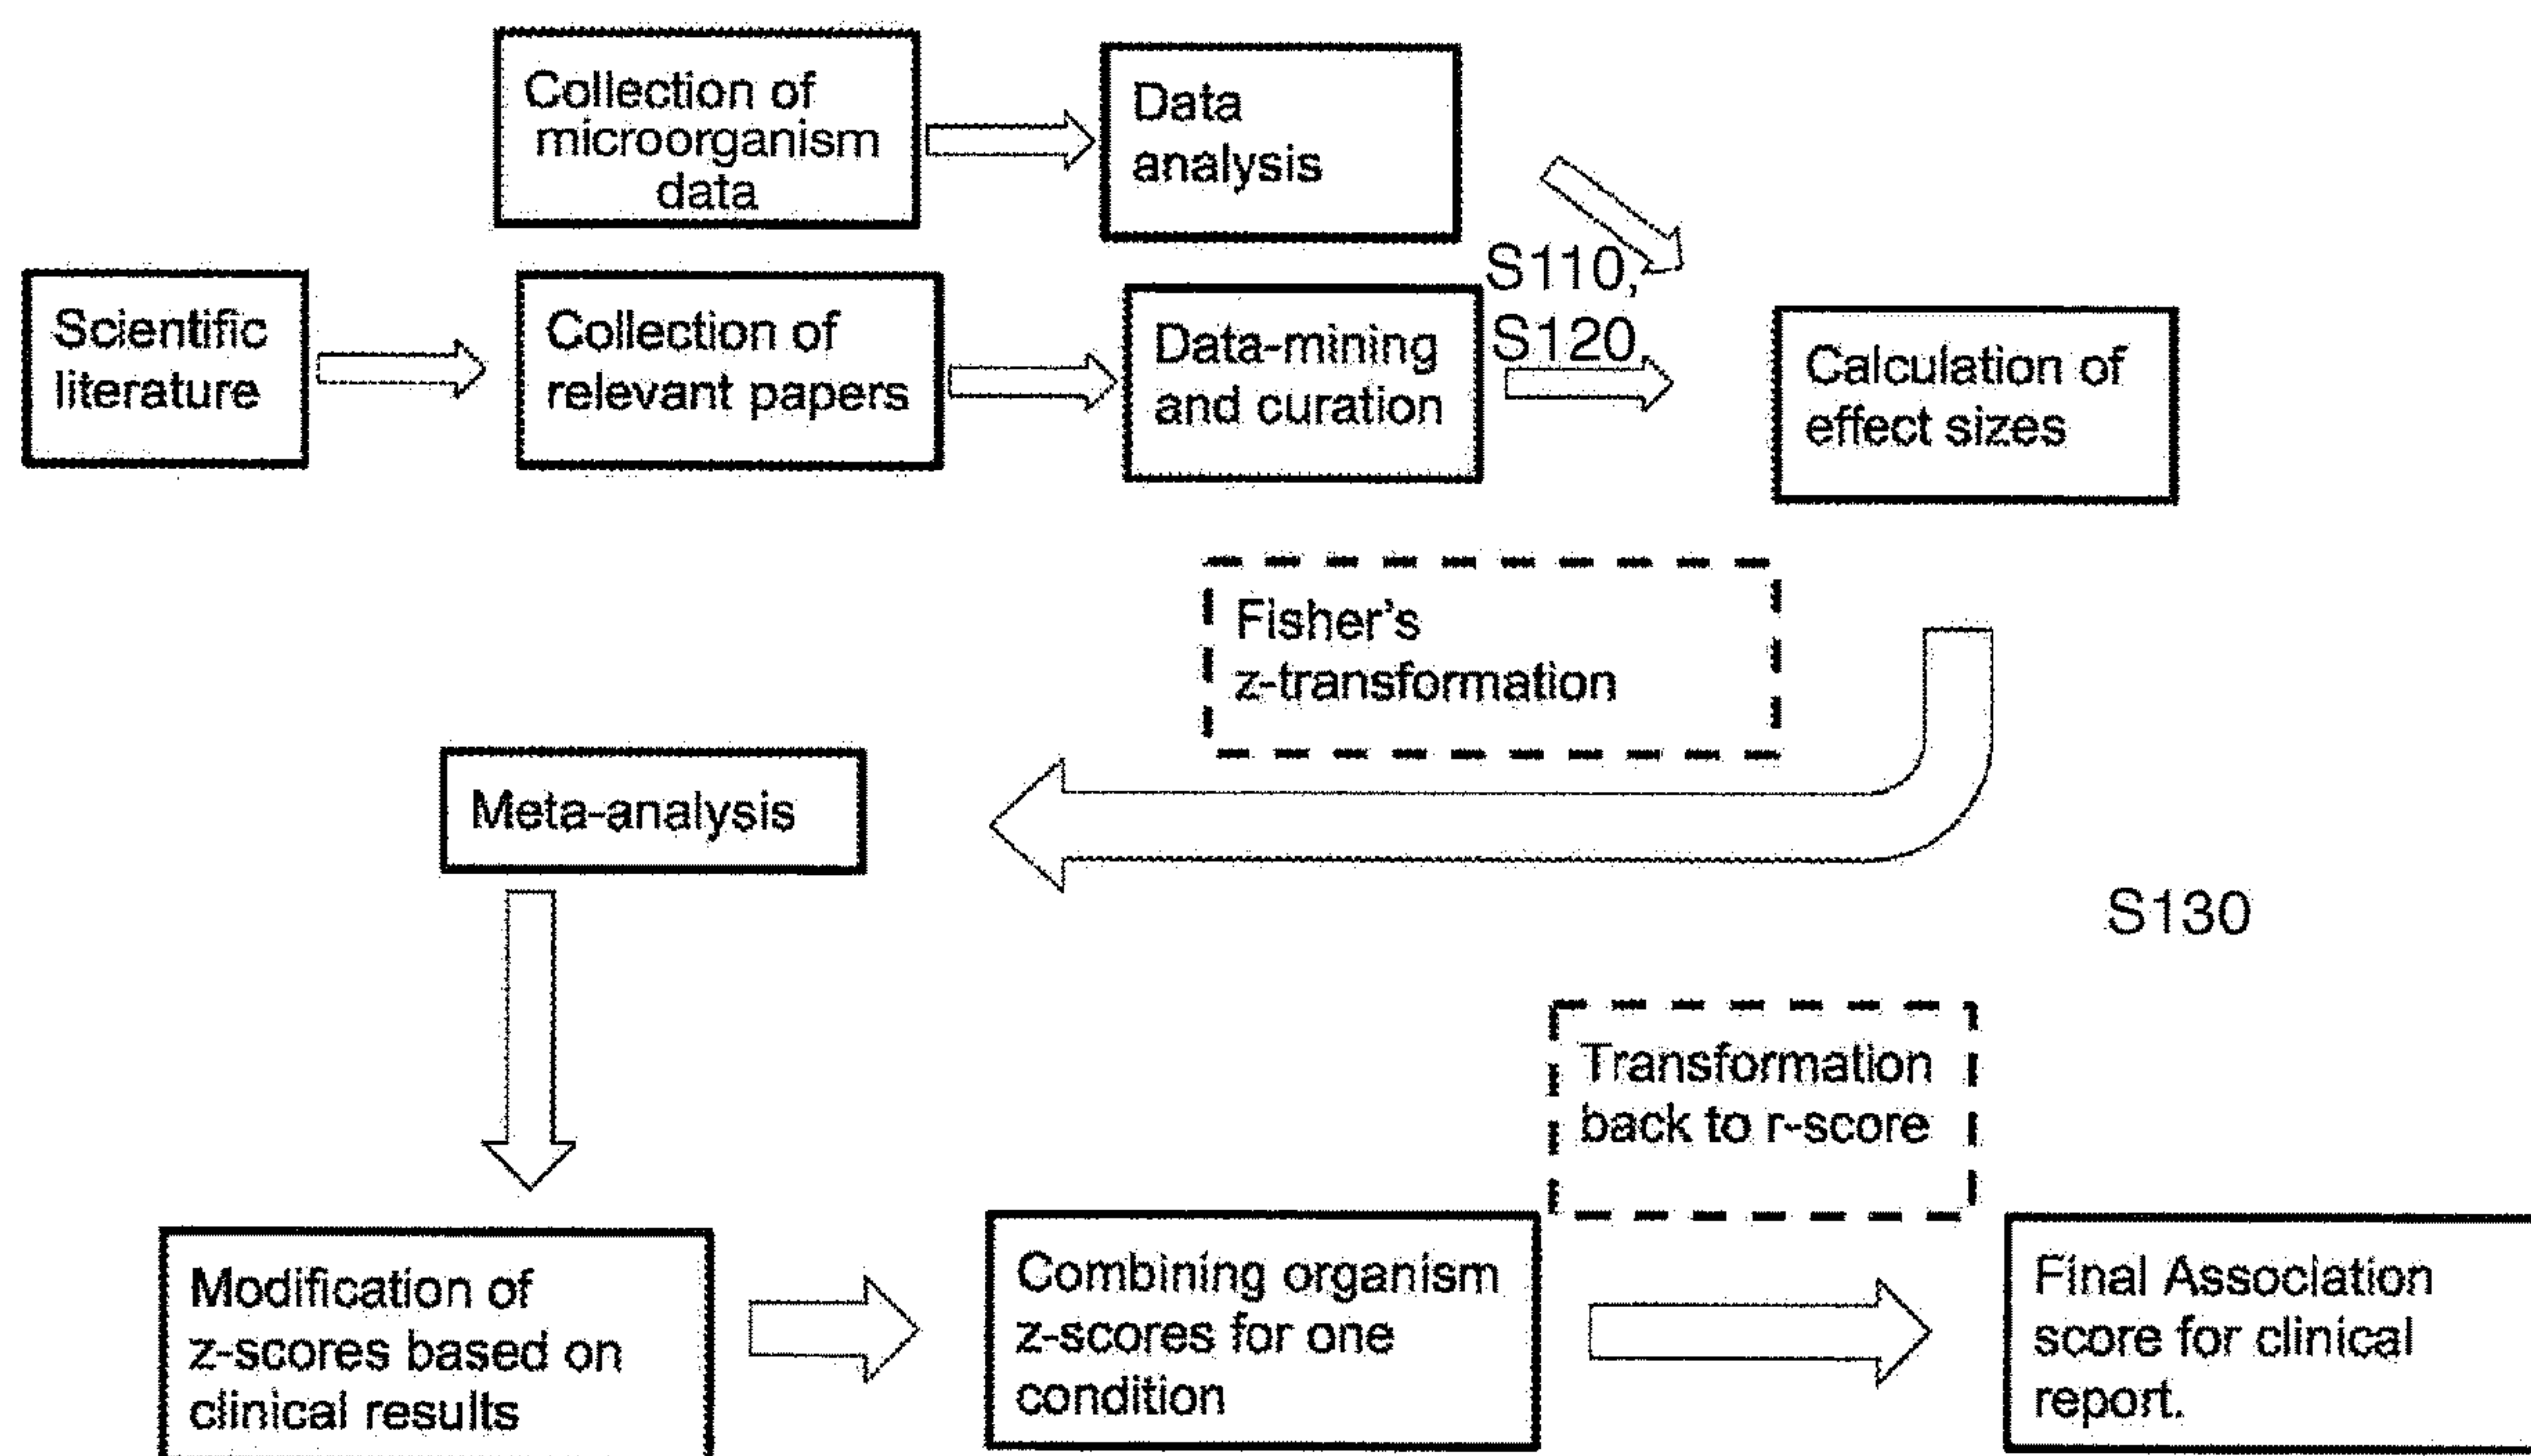 Collection of
microorganism
data
Data
analysis
Scientific
literature
Collection of
relevant papers
Data-mining
and curation
S110,
S120,
Calculation of
effect sizes
Fisher's
z-transformation
Meta-analysis
S130
Transformation
back to r-score
Modification of
z-scores based on
clinical results
Combining organism
z-scores for one
condition
Final Association
score for clinical
report.